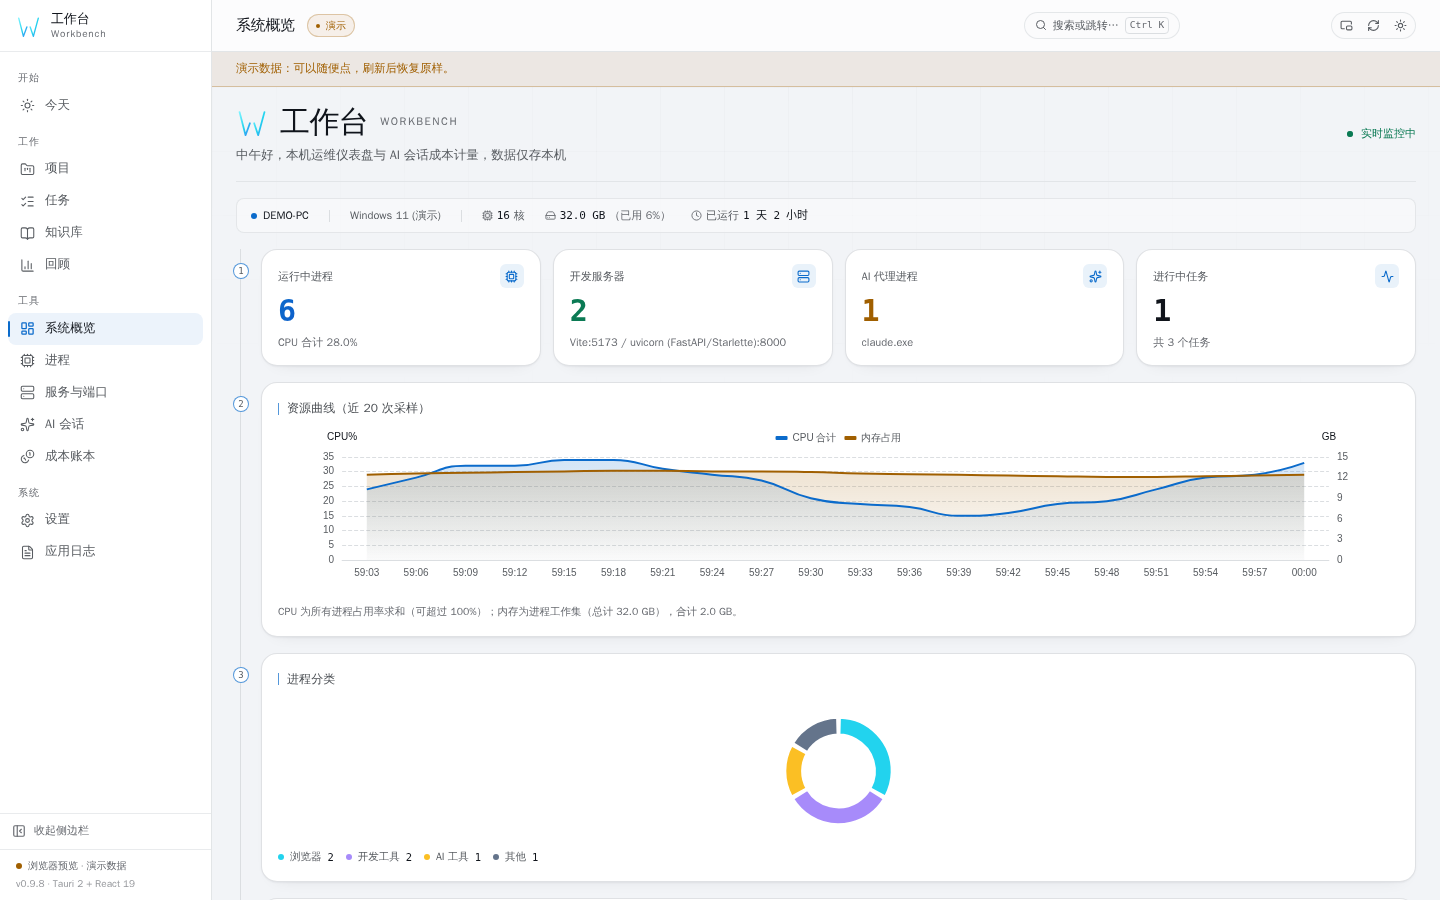 工作台
Workbench
开始
今天
工作
项目
任务
知识库
回顾
工具
系统概览
进程
服务与端口
AI 会话
成本账本
系统
设置
应用日志
收起侧边栏
浏览器预览 · 演示数据
v0.9.8 · Tauri 2 + React 19
系统概览 演示
搜索或跳转… Ctrl K
演示数据：可以随便点，刷新后恢复原样。
工作台 WORKBENCH
中午好，本机运维仪表盘与 AI 会话成本计量，数据仅存本机
实时监控中
DEMO-PC Windows 11 (演示) 16 核 32.0 GB （已用 6%） 已运行 1 天 2 小时
1
运行中进程
6
CPU 合计 28.0%
开发服务器
2
Vite:5173 / uvicorn (FastAPI/Starlette):8000
AI 代理进程
1
claude.exe
进行中任务
1
共 3 个任务
2
资源曲线（近 20 次采样）
CPU% CPU 合计 内存占用 GB
35 15
30 12
25
20 9
15 6
10
5 3
0 0
59:03 59:06 59:09 59:12 59:15 59:18 59:21 59:24 59:27 59:30 59:33 59:36 59:39 59:42 59:45 59:48 59:51 59:54 59:57 00:00
CPU 为所有进程占用率求和（可超过 100%）；内存为进程工作集（总计 32.0 GB），合计 2.0 GB。
3
进程分类
浏览器 2 开发工具 2 AI 工具 1 其他 1